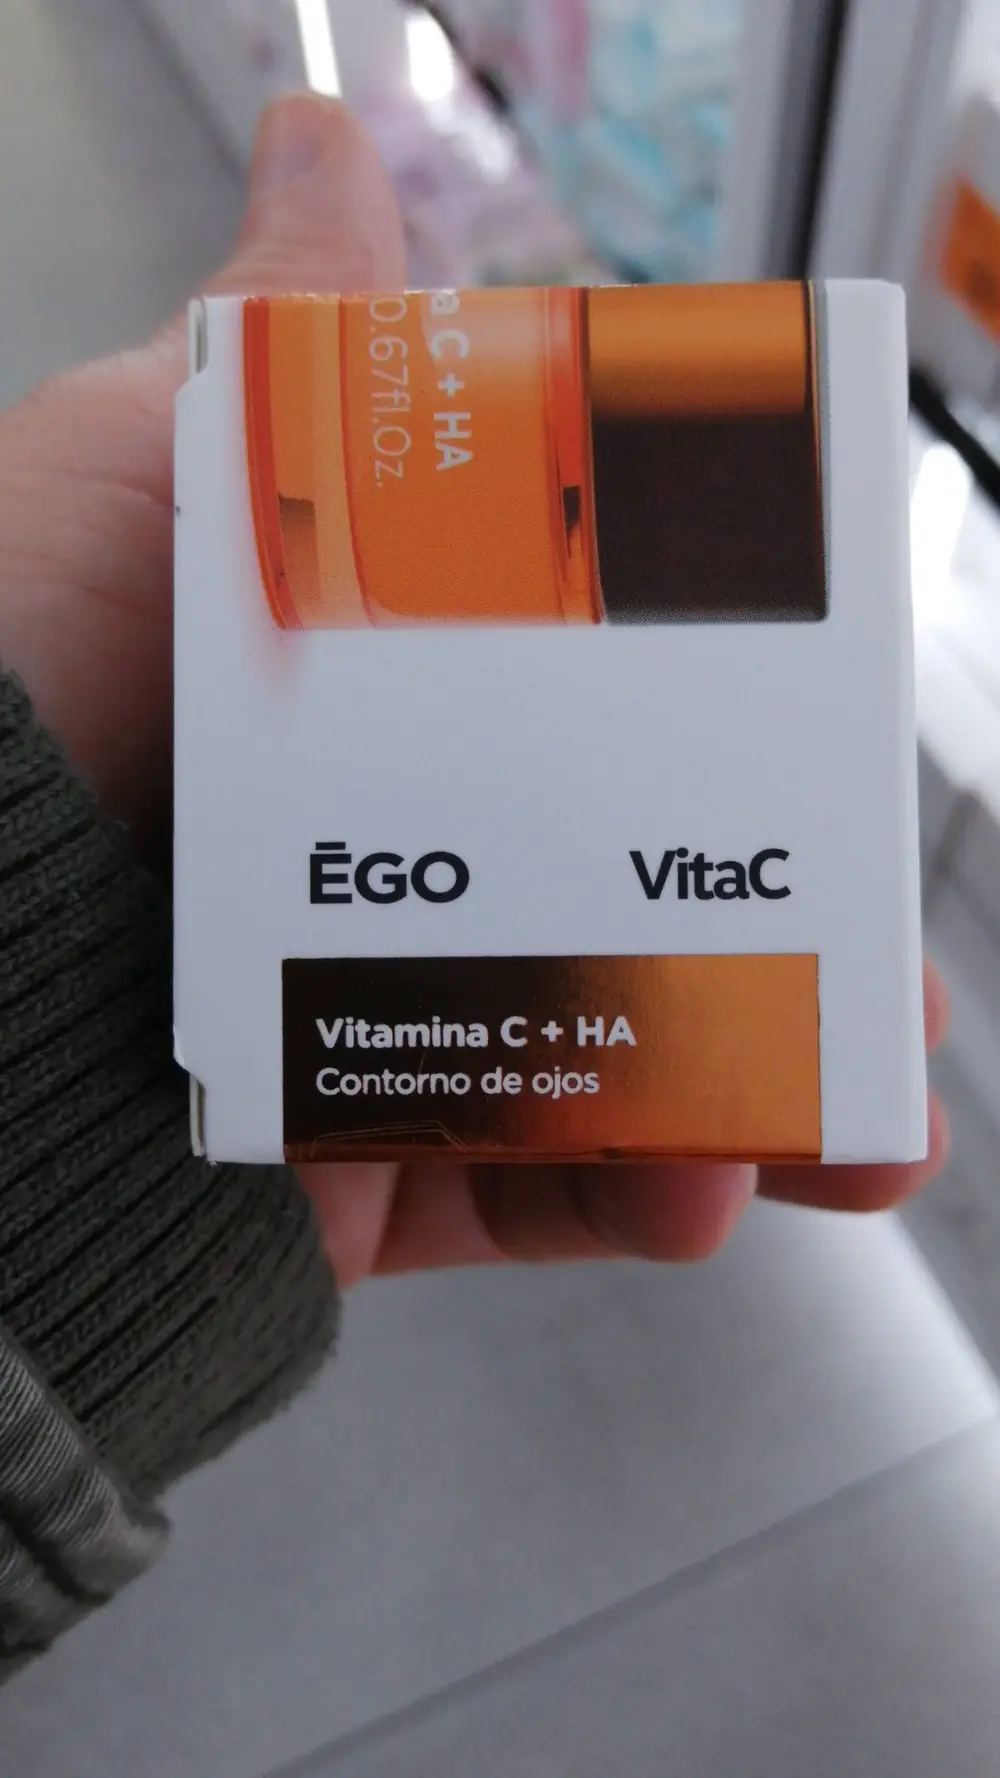 a C + HA
0.67fl.Oz.
ĒGO
VitaC
Vitamina C + HA
Contorno de ojos